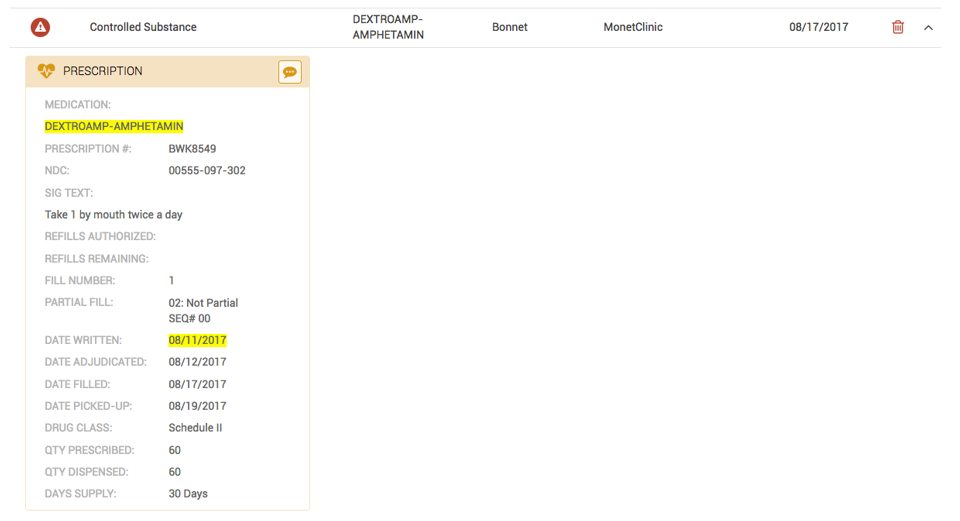 Controlled Substance DEXTROAMP-AMPHETAMIN Bonnet MonetClinic 08/17/2017
PRESCRIPTION
MEDICATION:
DEXTROAMP-AMPHETAMIN
PRESCRIPTION #: BWK8549
NDC: 00555-097-302
SIG TEXT:
Take 1 by mouth twice a day
REFILLS AUTHORIZED:
REFILLS REMAINING:
FILL NUMBER: 1
PARTIAL FILL: 02: Not Partial
SEQ# 00
DATE WRITTEN: 08/11/2017
DATE ADJUDICATED: 08/12/2017
DATE FILLED: 08/17/2017
DATE PICKED-UP: 08/19/2017
DRUG CLASS: Schedule II
QTY PRESCRIBED: 60
QTY DISPENSED: 60
DAYS SUPPLY: 30 Days